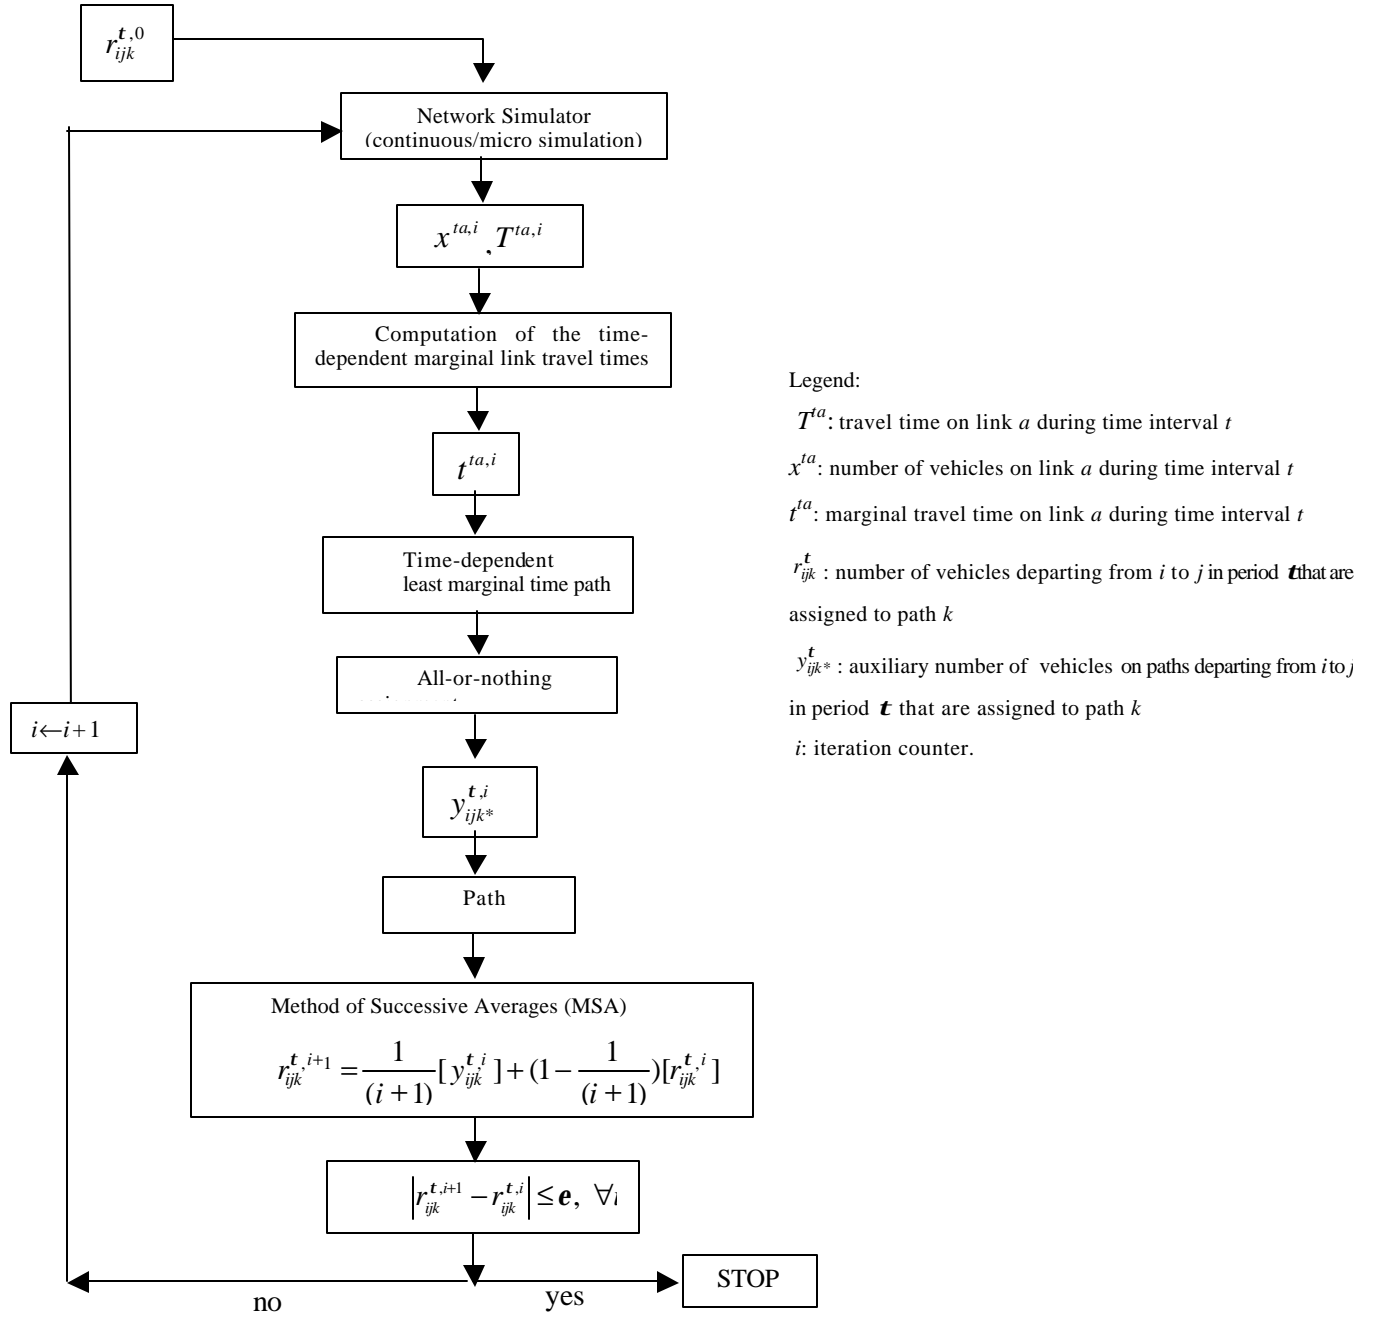 r_{ijk}^{t,0}
Network Simulator
(continuous/micro simulation)
x^{ta,i}, T^{ta,i}
Computation of the time-
dependent marginal link travel times
t^{ta,i}
Time-dependent
least marginal time path
All-or-nothing
i←i+1
y_{ijk*}^{t,i}
Path
Method of Successive Averages (MSA)
r_{ijk}^{t,i+1} = \frac{1}{(i+1)}[y_{ijk}^{t,i}] + (1 - \frac{1}{(i+1)})[r_{ijk}^{t,i}]
|r_{ijk}^{t,i+1} - r_{ijk}^{t,i}| ≤ e, ∀
no
yes
STOP
Legend:
T^{ta}: travel time on link a during time interval t
x^{ta}: number of vehicles on link a during time interval t
t^{ta}: marginal travel time on link a during time interval t
r_{ijk}^{t} : number of vehicles departing from i to j in period t that are
assigned to path k
y_{ijk*}^{t} : auxiliary number of vehicles on paths departing from i to j
in period t that are assigned to path k
i: iteration counter.